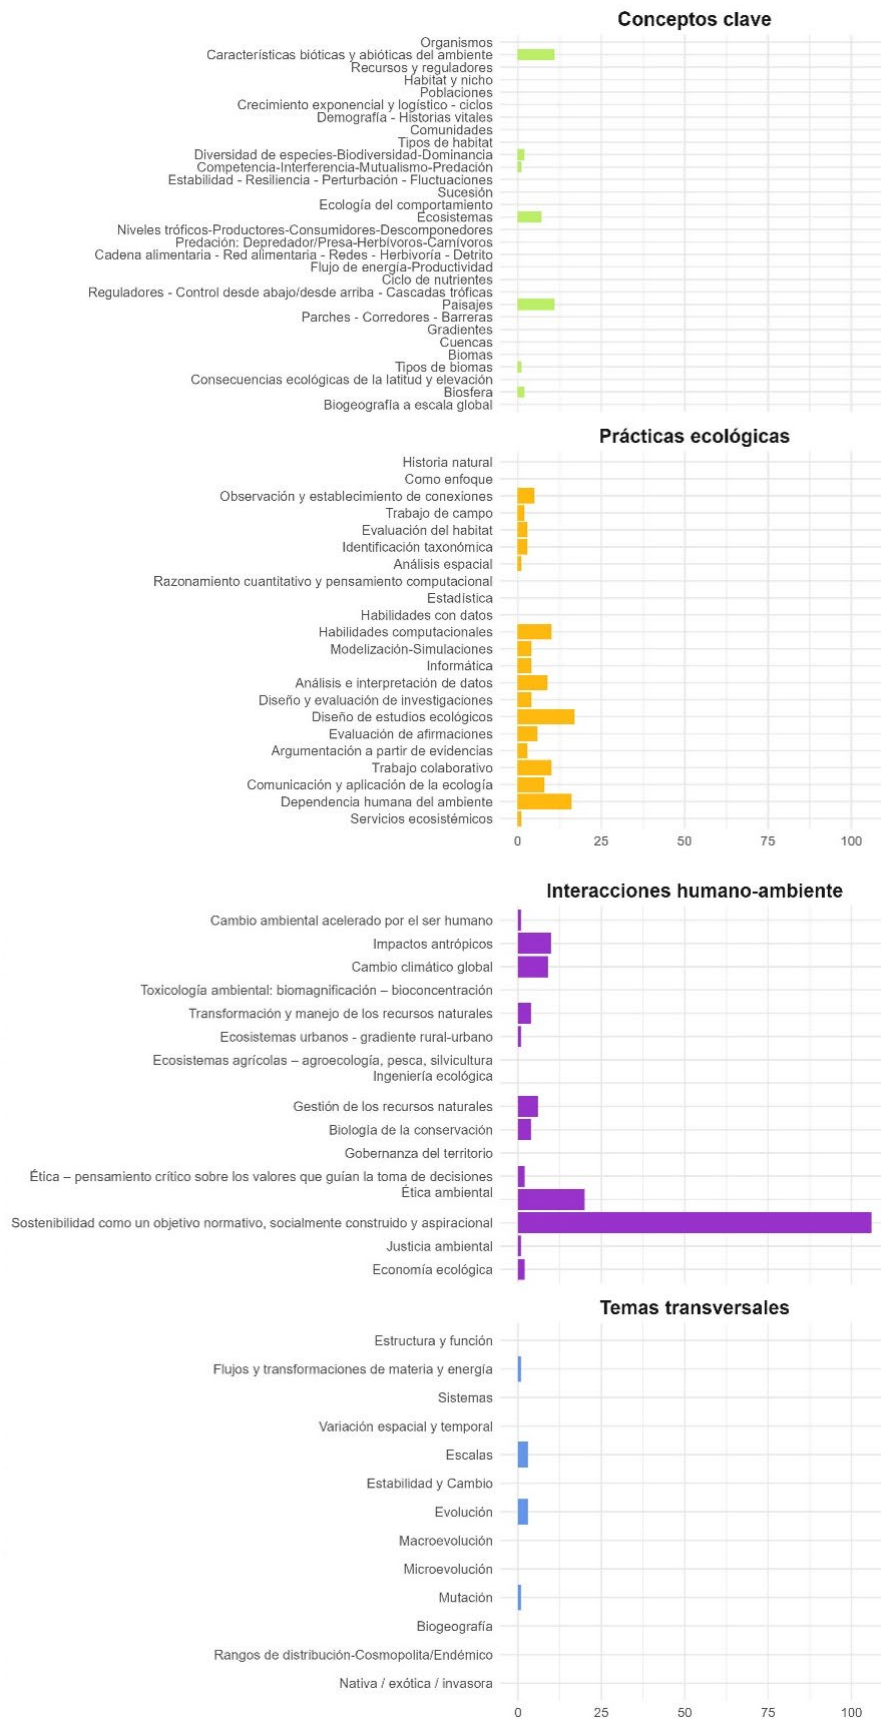 Conceptos clave
Organismos
Características bióticas y abióticas del ambiente
Recursos y reguladores
Habitat y nicho
Poblaciones
Crecimiento exponencial y logístico - ciclos
Demografía - Historias vitales
Comunidades
Tipos de habitat
Diversidad de especies-Biodiversidad-Dominancia
Competencia-Interferencia-Mutualismo-Predación
Estabilidad - Resiliencia - Perturbación - Fluctuaciones
Sucesión
Ecología del comportamiento
Ecosistemas
Niveles tróficos-Productores-Consumidores-Descomponedores
Predación: Depredador/Presa-Herbívoros-Carnívoros
Cadena alimentaria - Red alimentaria - Redes - Herbivoría - Detrito
Flujo de energía-Productividad
Ciclo de nutrientes
Reguladores - Control desde abajo/desde arriba - Cascadas tróficas
Paisajes
Parches - Corredores - Barreras
Gradientes
Cuencas
Biomas
Tipos de biomas
Consecuencias ecológicas de la latitud y elevación
Biosfera
Biogeografía a escala global
Prácticas ecológicas
Historia natural
Como enfoque
Observación y establecimiento de conexiones
Trabajo de campo
Evaluación del habitat
Identificación taxonómica
Análisis espacial
Razonamiento cuantitativo y pensamiento computacional
Estadística
Habilidades con datos
Habilidades computacionales
Modelización-Simulaciones
Informática
Análisis e interpretación de datos
Diseño y evaluación de investigaciones
Diseño de estudios ecológicos
Evaluación de afirmaciones
Argumentación a partir de evidencias
Trabajo colaborativo
Comunicación y aplicación de la ecología
Dependencia humana del ambiente
Servicios ecosistémicos
0 25 50 75 100
Interacciones humano-ambiente
Cambio ambiental acelerado por el ser humano
Impactos antrópicos
Cambio climático global
Toxicología ambiental: biomagnificación – bioconcentración
Transformación y manejo de los recursos naturales
Ecosistemas urbanos - gradiente rural-urbano
Ecosistemas agrícolas – agroecología, pesca, silvicultura
Ingeniería ecológica
Gestión de los recursos naturales
Biología de la conservación
Gobernanza del territorio
Ética – pensamiento crítico sobre los valores que guían la toma de decisiones
Ética ambiental
Sostenibilidad como un objetivo normativo, socialmente construido y aspiracional
Justicia ambiental
Economía ecológica
Temas transversales
Estructura y función
Flujos y transformaciones de materia y energía
Sistemas
Variación espacial y temporal
Escalas
Estabilidad y Cambio
Evolución
Macroevolución
Microevolución
Mutación
Biogeografía
Rangos de distribución-Cosmopolita/Endémico
Nativa / exótica / invasora
0 25 50 75 100